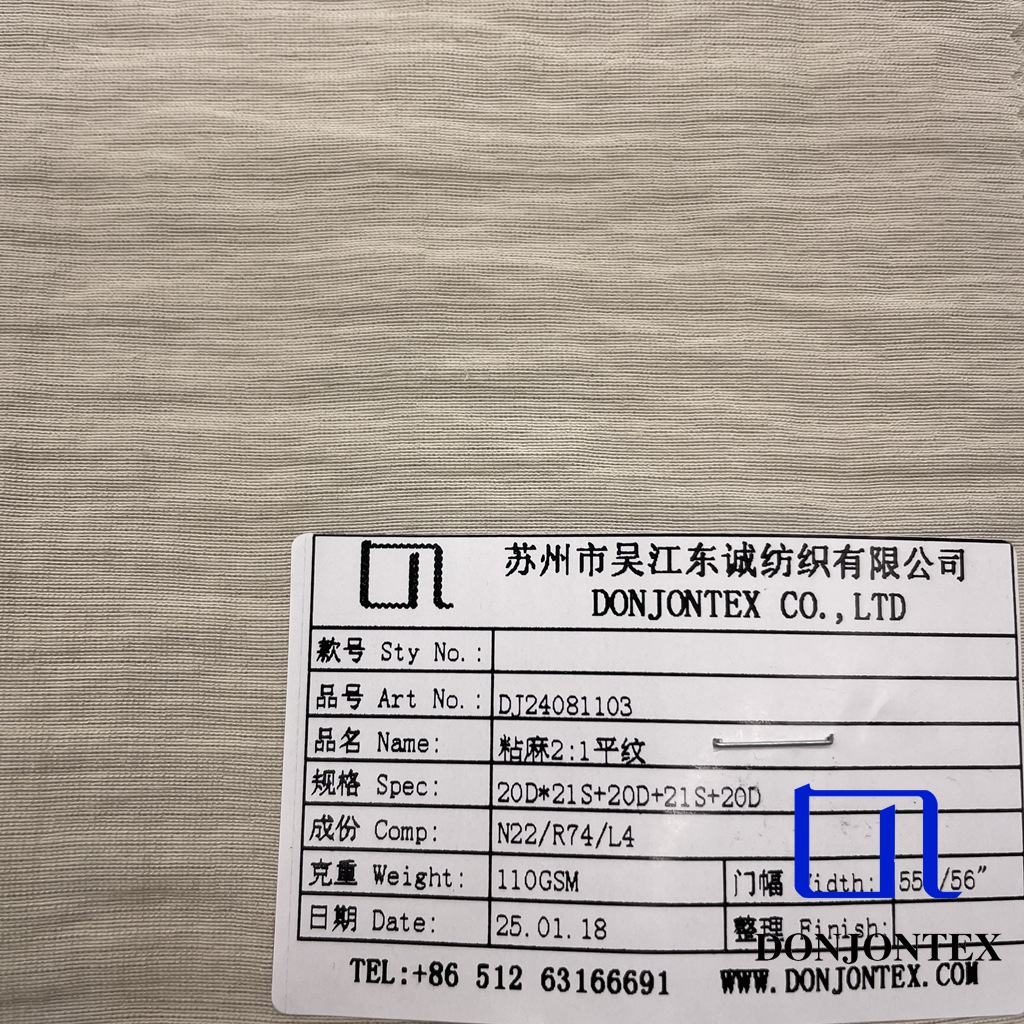 苏州市吴江东诚纺织有限公司
DONJONTEX CO.,LTD
款号 Sty No.:
品号 Art No.: DJ24081103
品名 Name: 粘麻2:1平纹
规格 Spec: 20D*21S+20D+21S+20D
成份 Comp: N22/R74/L4
克重 Weight: 110GSM 门幅 Width: 55"/56"
日期 Date: 25.01.18 整理 Finish:
DONJONTEX
TEL:+86 512 63166691 WWW.DONJONTEX.COM